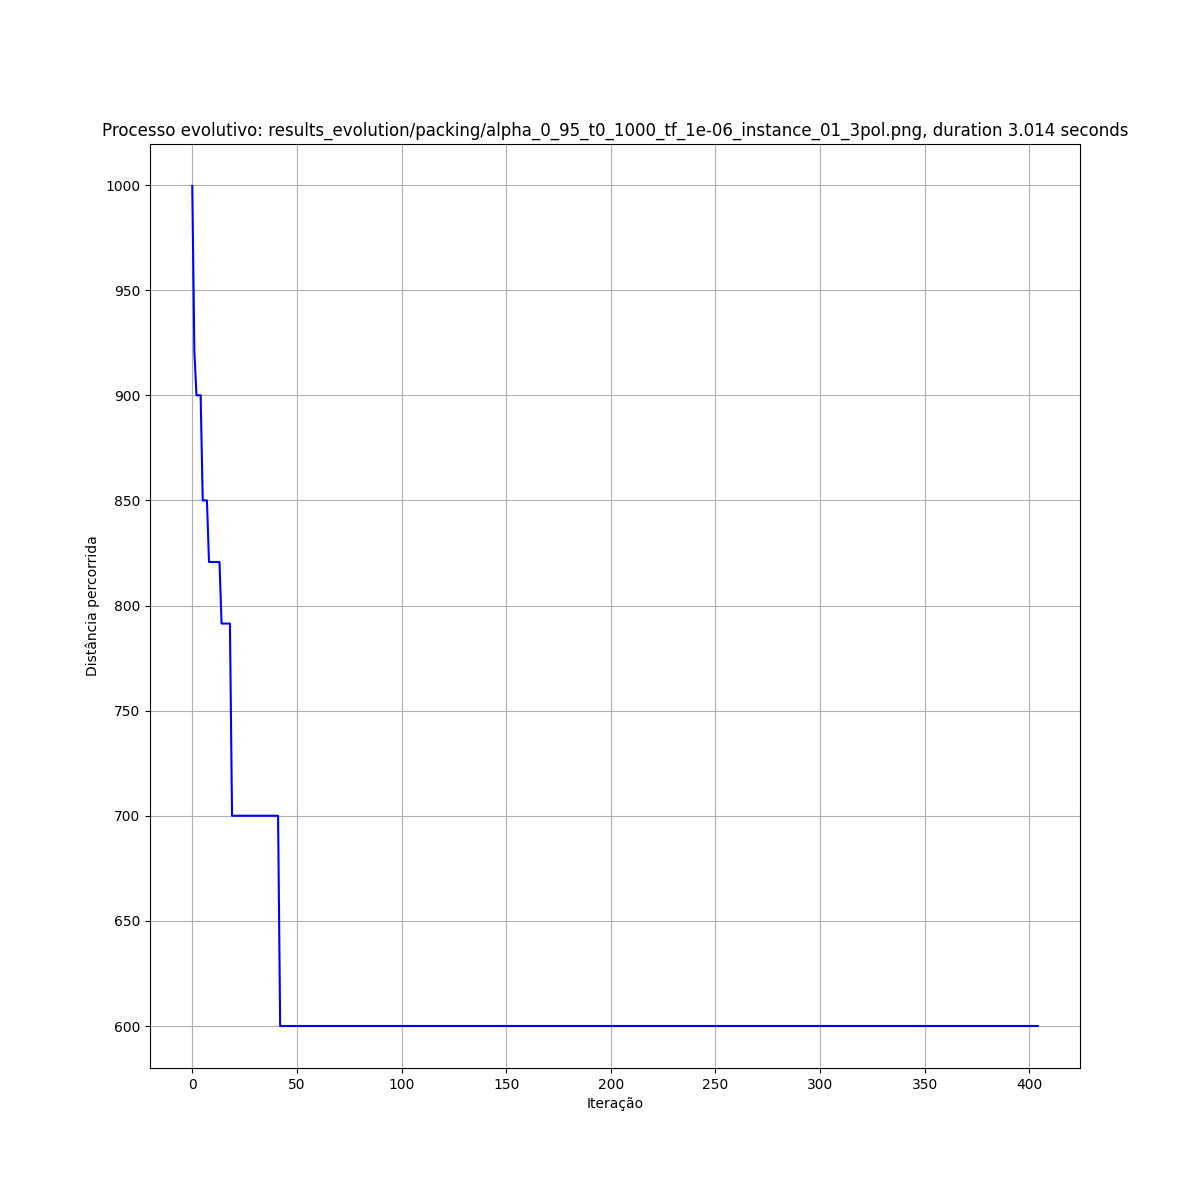 Processo evolutivo: results_evolution/packing/alpha_0_95_t0_1000_tf_1e-06_instance_01_3pol.png, duration 3.014 seconds
1000
950
900
850
800
750
700
650
600
Distância percorrida
0 50 100 150 200 250 300 350 400
Iteração